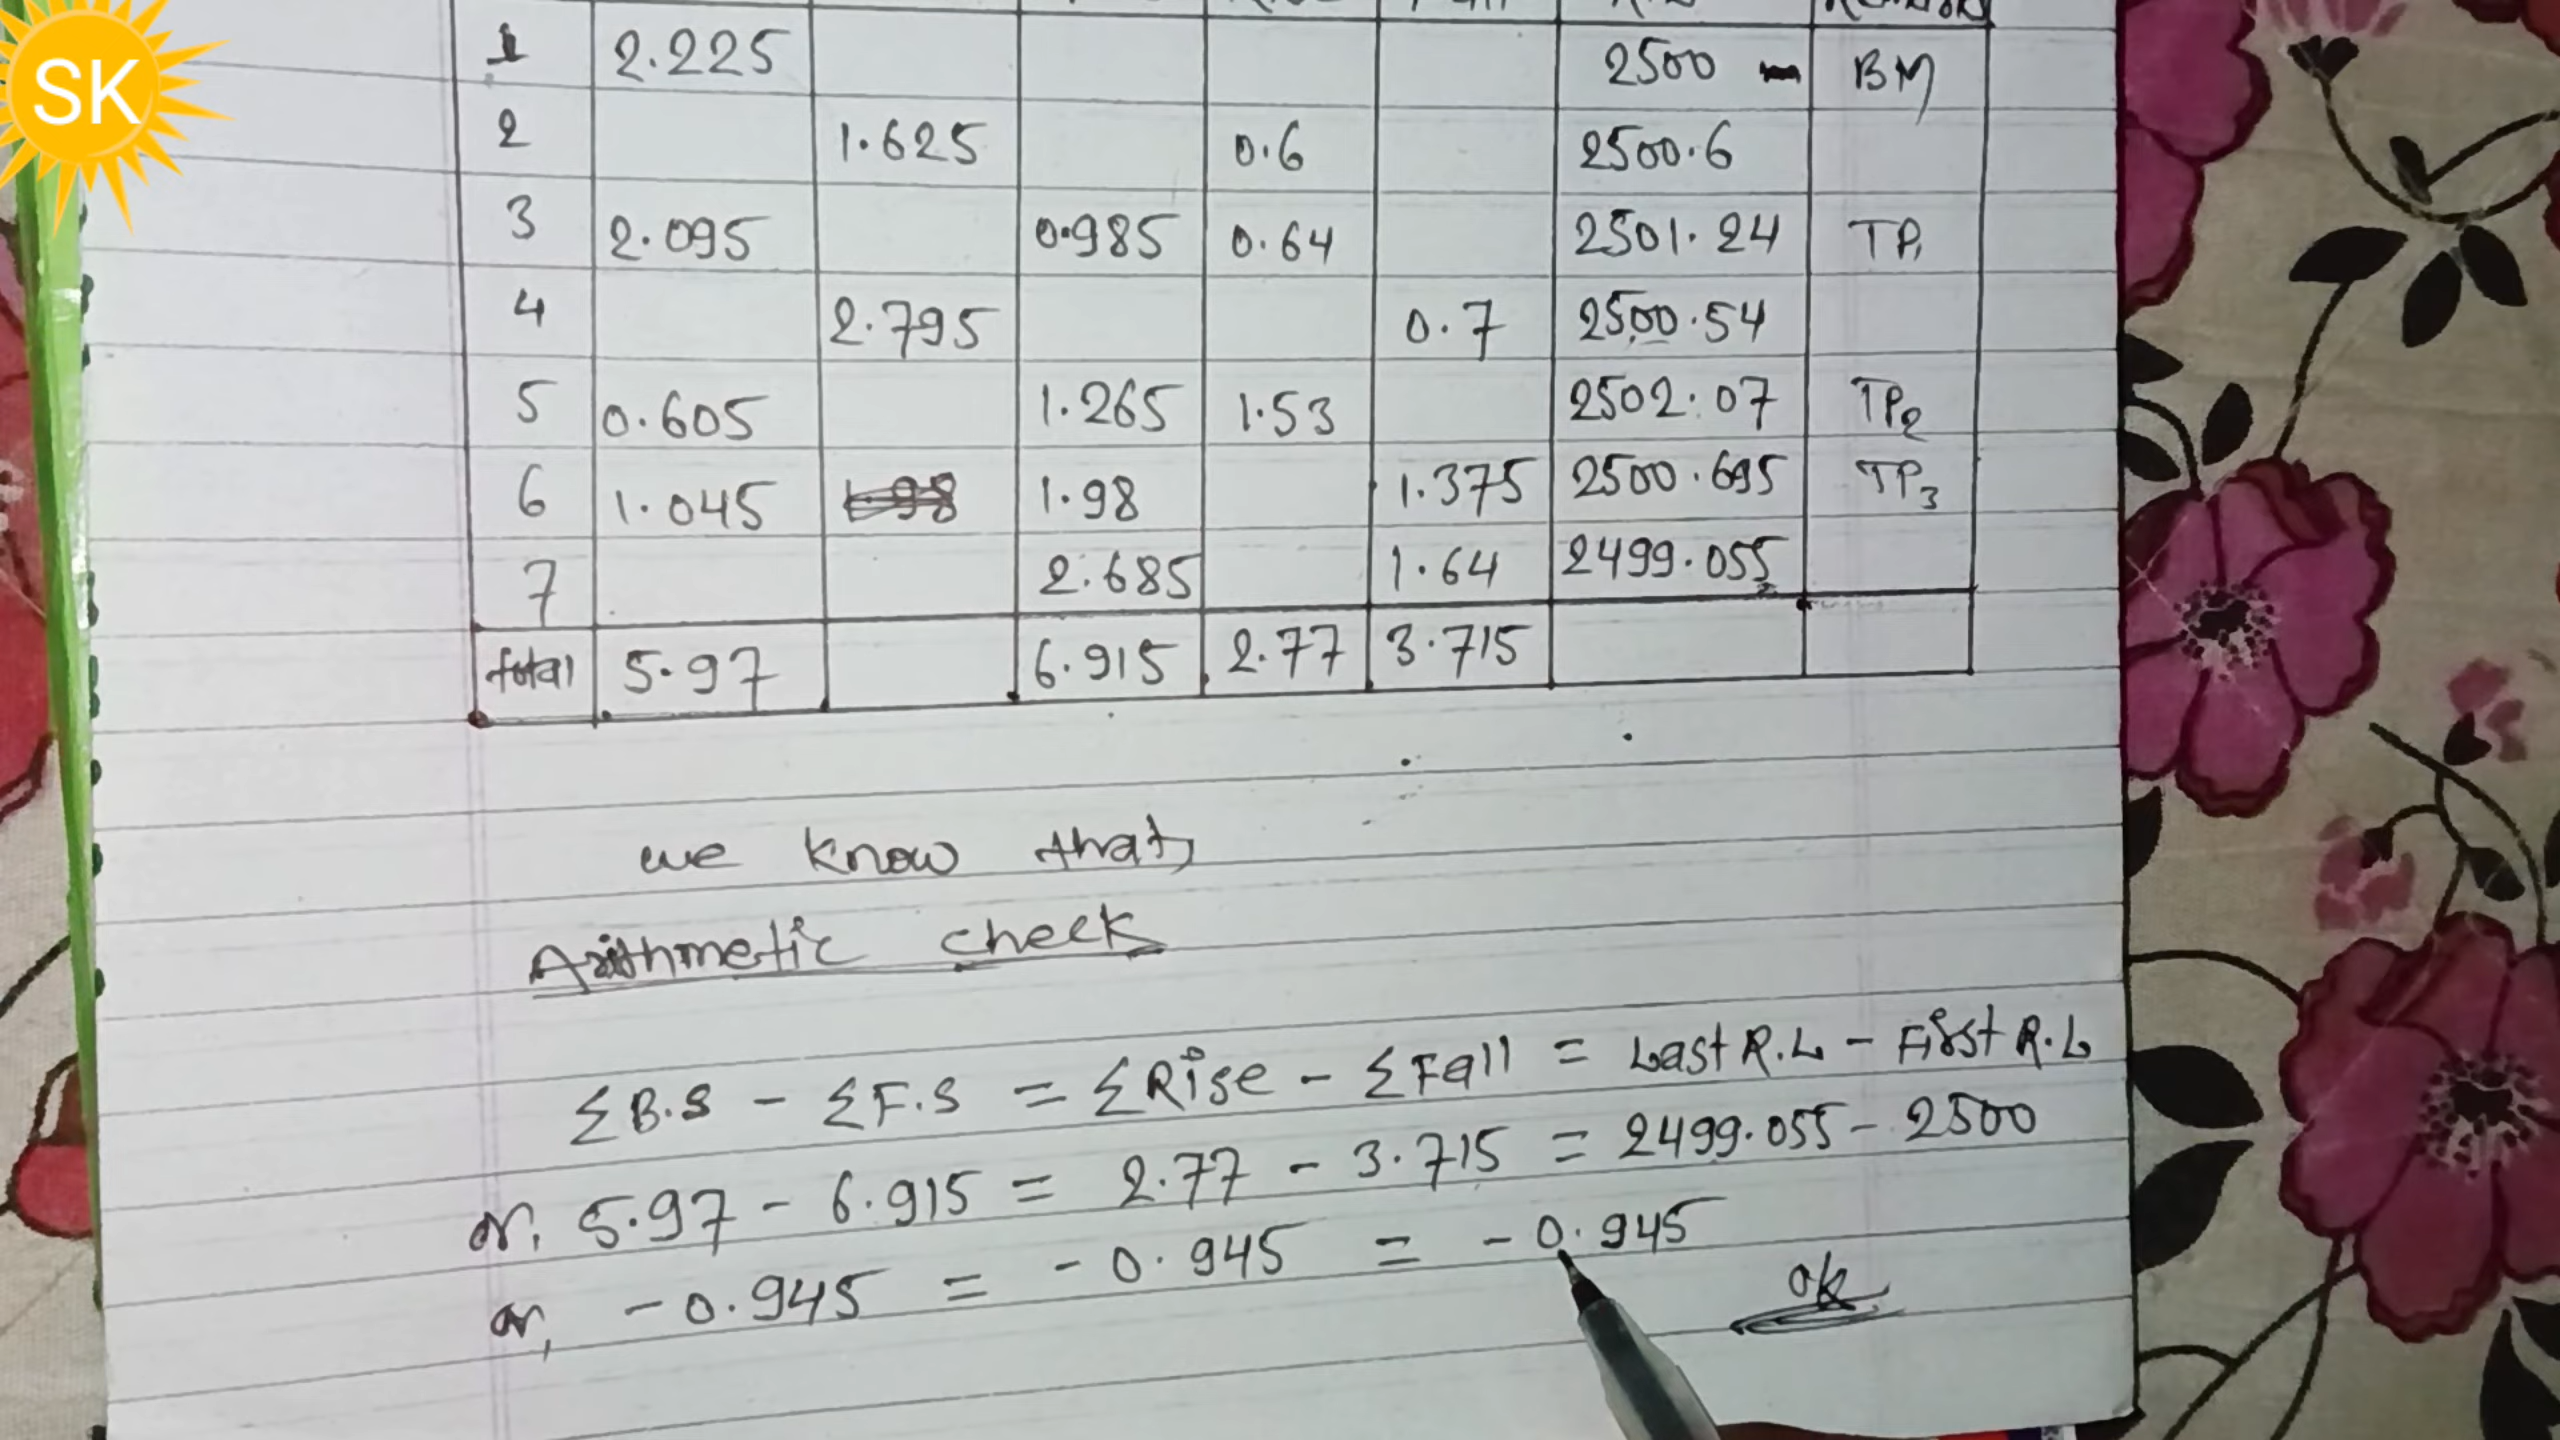 SK
1 2.225 2500 - BM
2 1.625 0.6 2500.6
3 2.095 0.985 0.64 2501.24 TP1
4 2.795 0.7 2500.54
5 0.605 1.265 1.53 2502.07 TP2
6 1.045 1.98 1.375 2500.695 TP3
7 2.685 1.64 2499.055
total 5.97 6.915 2.77 3.715
we know that,
Arithmetic check
ΣB.S - ΣF.S = ΣRise - ΣFall = Last R.L - First R.L
or, 5.97 - 6.915 = 2.77 - 3.715 = 2499.055 - 2500
or, -0.945 = -0.945 = -0.945
ok